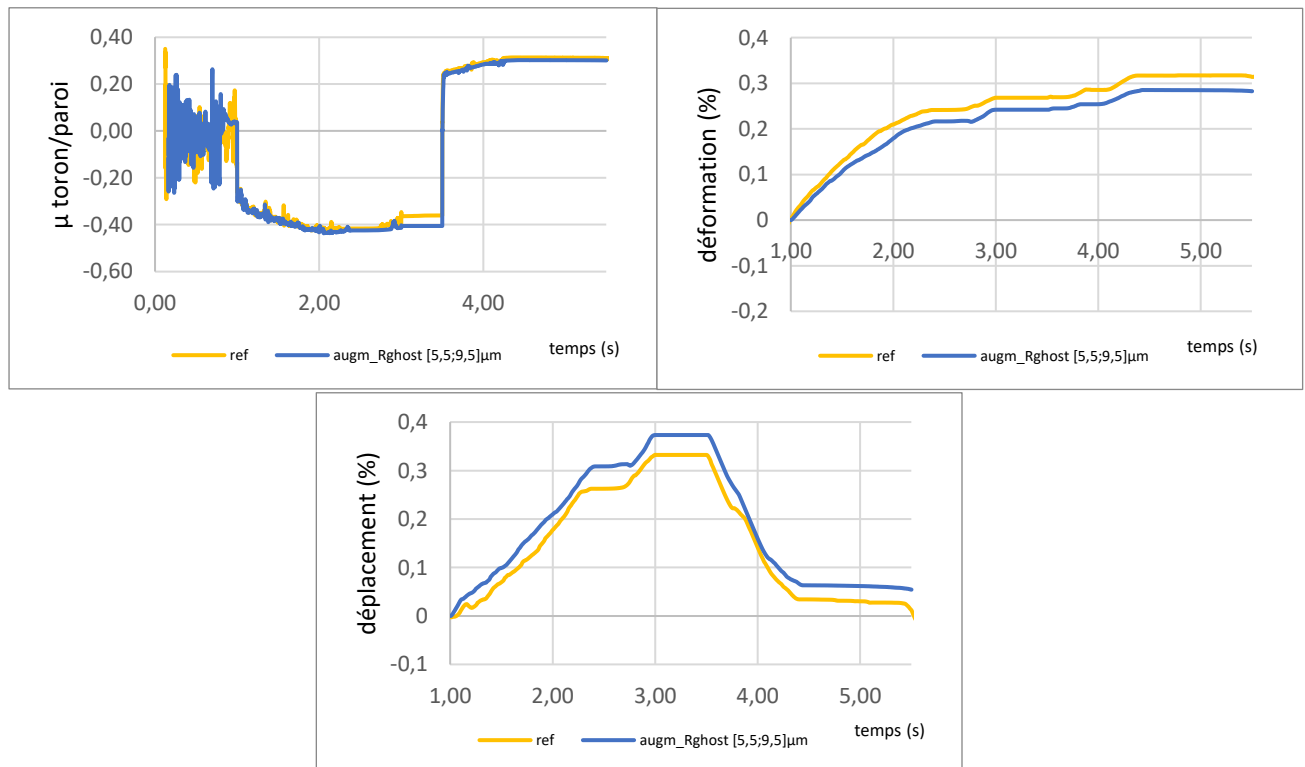 μ toron/paroi
0,40
0,20
0,00
-0,20
-0,40
-0,60
0,00 2,00 4,00
temps (s)
ref augm_Rghost [5,5;9,5]μm
déformation (%)
0,4
0,3
0,2
0,1
0
-0,1
-0,2
1,00 2,00 3,00 4,00 5,00
temps (s)
ref augm_Rghost [5,5;9,5]μm
déplacement (%)
0,4
0,3
0,2
0,1
0
-0,1
1,00 2,00 3,00 4,00 5,00
temps (s)
ref augm_Rghost [5,5;9,5]μm